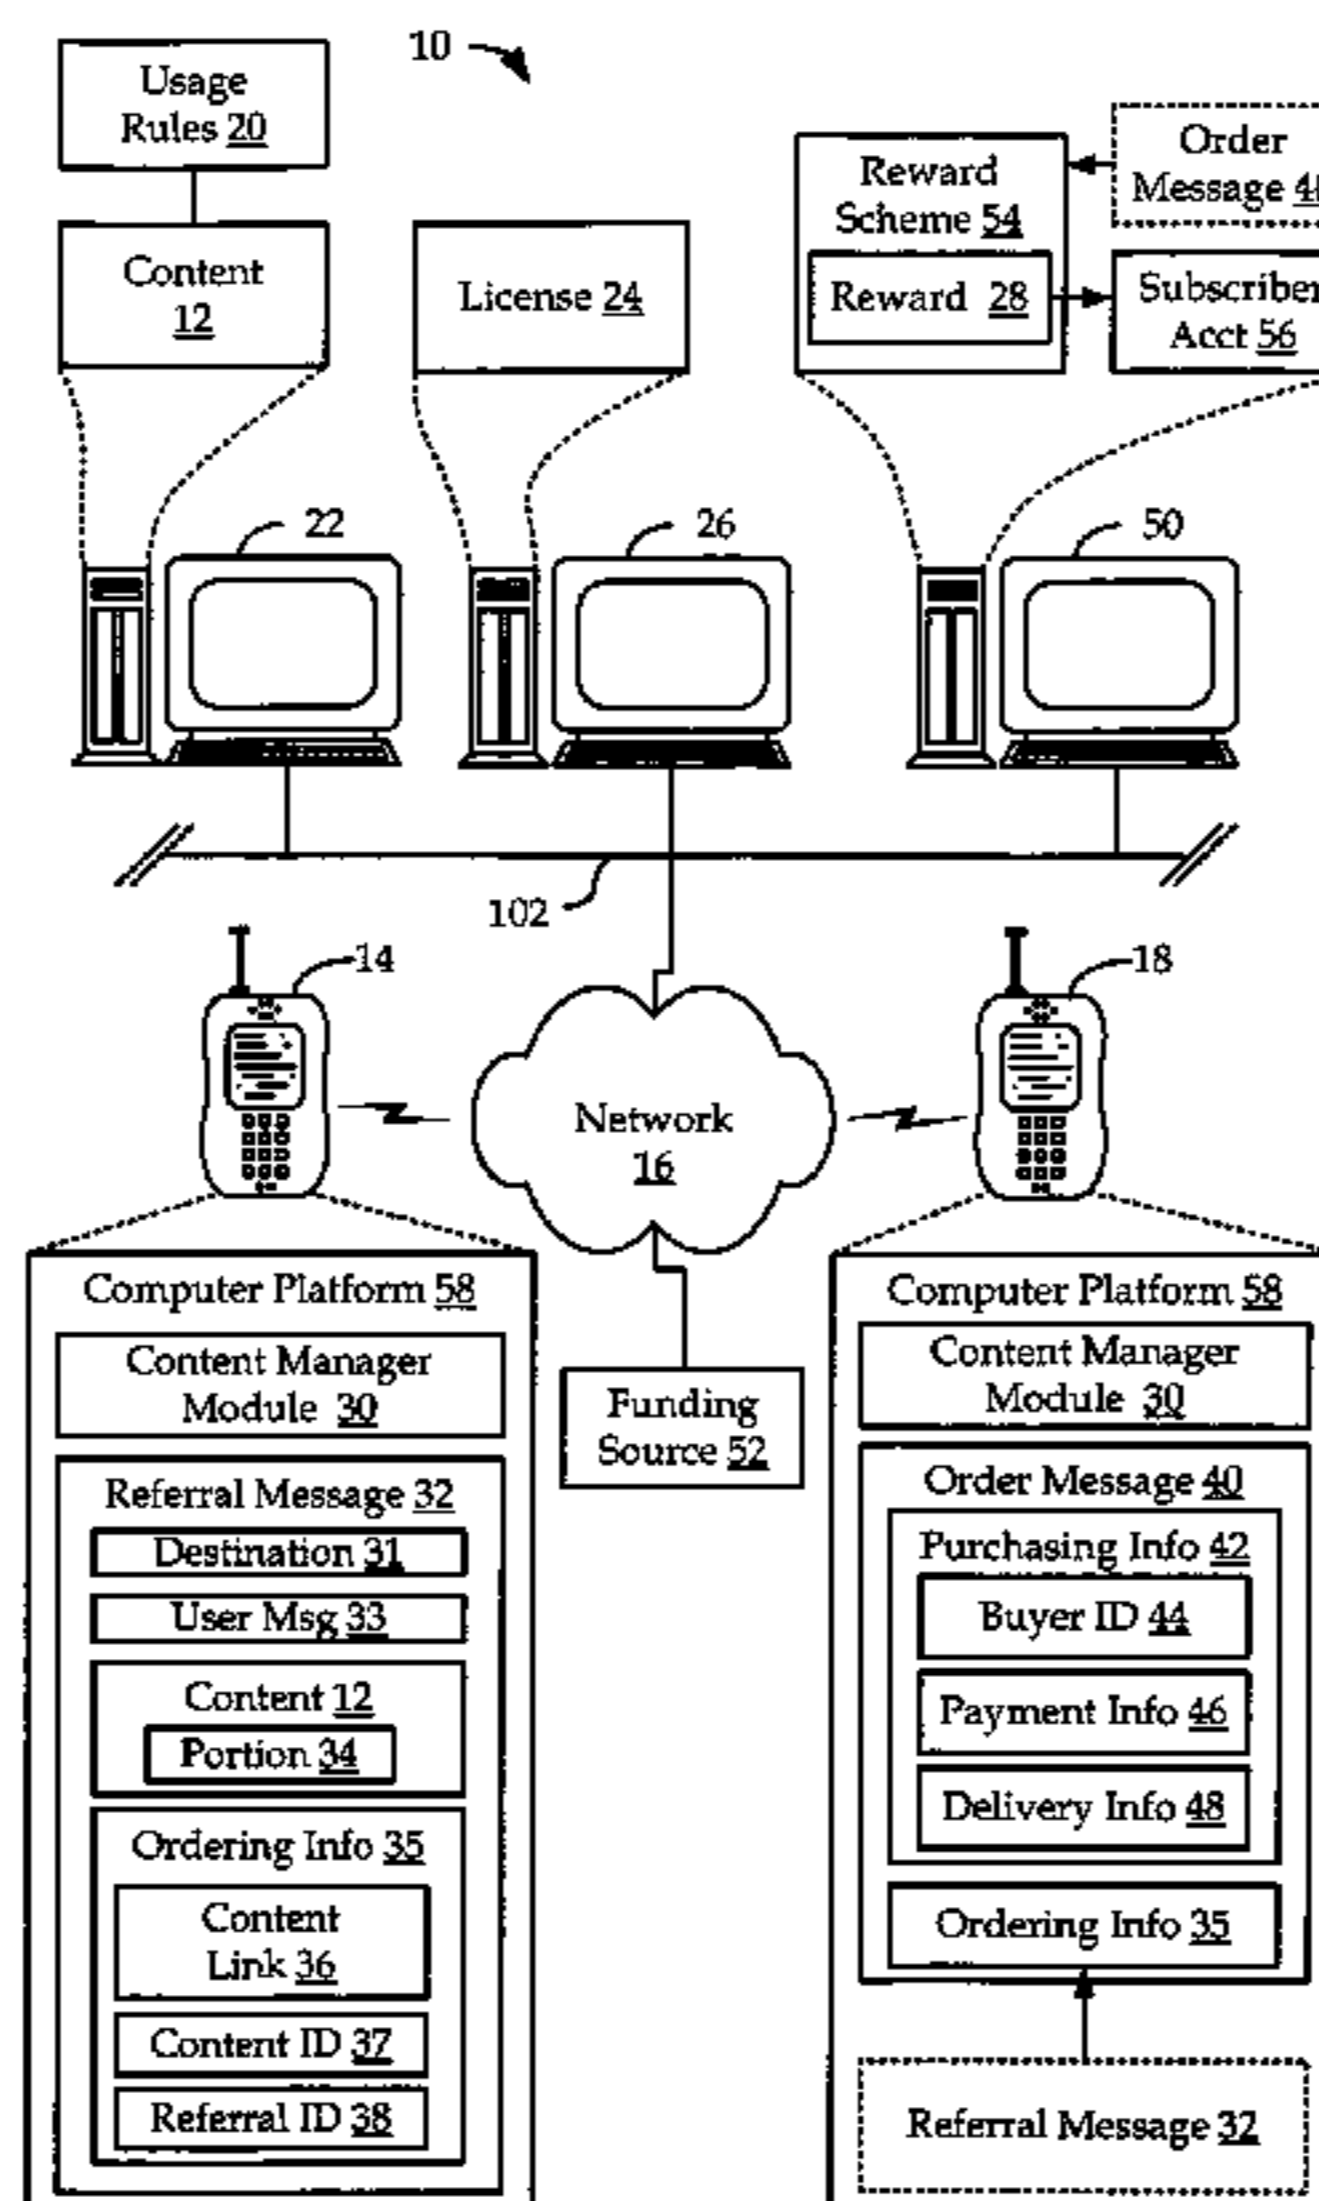 10
Usage
Rules 20
Content
12
License 24
Reward
Scheme 54
Reward 28
Order
Message
Subscriber
Acct 56
22
26
50
102
14
18
Network
16
Funding
Source 52
Computer Platform 58
Content Manager
Module 30
Referral Message 32
Destination 31
User Msg 33
Content 12
Portion 34
Ordering Info 35
Content
Link 36
Content ID 37
Referral ID 38
Computer Platform 58
Content Manager
Module 30
Order Message 40
Purchasing Info 42
Buyer ID 44
Payment Info 46
Delivery Info 48
Ordering Info 35
Referral Message 32